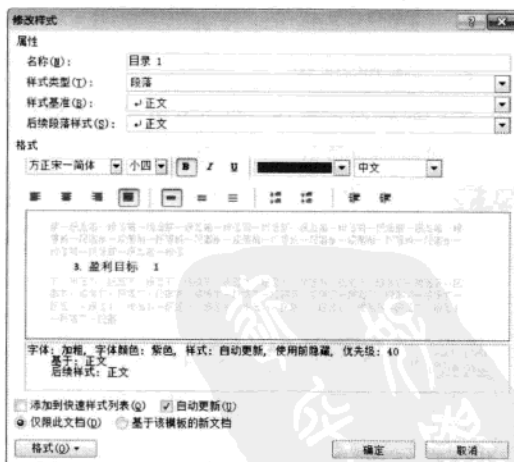 修改样式
属性
名称(N): 目录 1
样式类型(T): 段落
样式基准(B): ↵正文
后续段落样式(S): ↵正文
格式
方正宋一简体 小四 B I U 中文
3. 盈利目标 1
字体: 加粗, 字体颜色: 紫色, 样式: 自动更新, 使用前隐藏, 优先级: 40
基于: 正文
后续样式: 正文
添加到快速样式列表(Q) 自动更新(U)
仅限此文档(D) 基于该模板的新文档
格式(O) 确定 取消